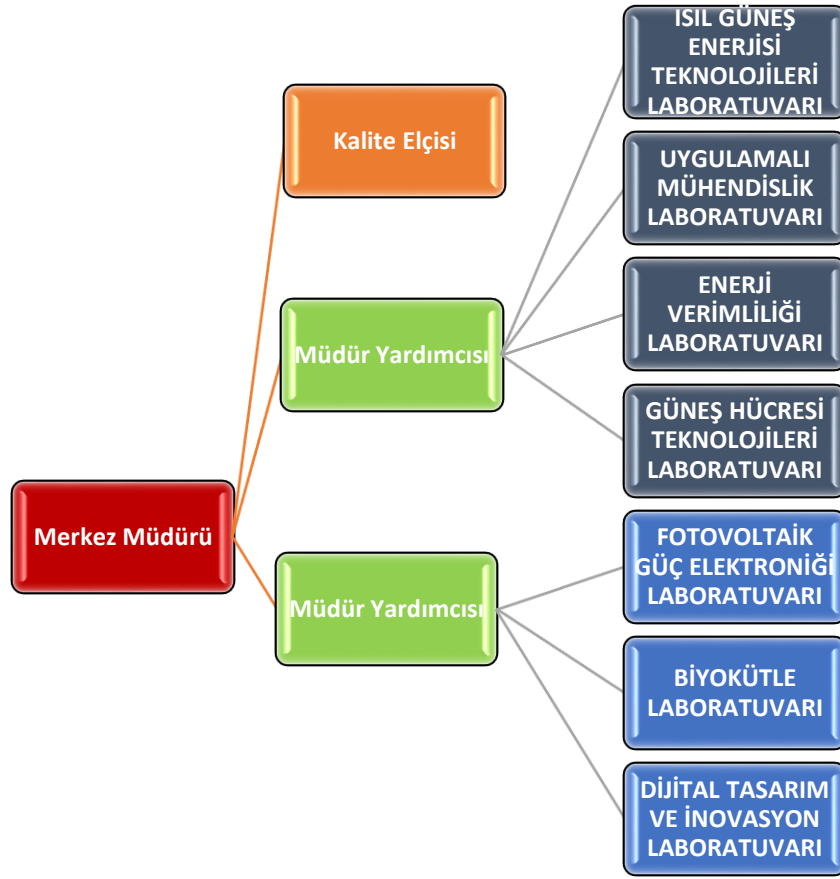 Merkez Müdürü
Kalite Elçisi
Müdür Yardımcısı
ISIL GÜNEŞ
ENERJİSİ
TEKNOLOJİLERİ
LABORATUVARI
UYGULAMALI
MÜHENDİSLİK
LABORATUVARI
ENERJİ
VERİMLİLİĞİ
LABORATUVARI
GÜNEŞ HÜCRESİ
TEKNOLOJİLERİ
LABORATUVARI
Müdür Yardımcısı
FOTOVOLTAİK
GÜÇ ELEKTRONİĞİ
LABORATUVARI
BİYOKÜTLE
LABORATUVARI
DİJİTAL TASARIM
VE İNOVASYON
LABORATUVARI